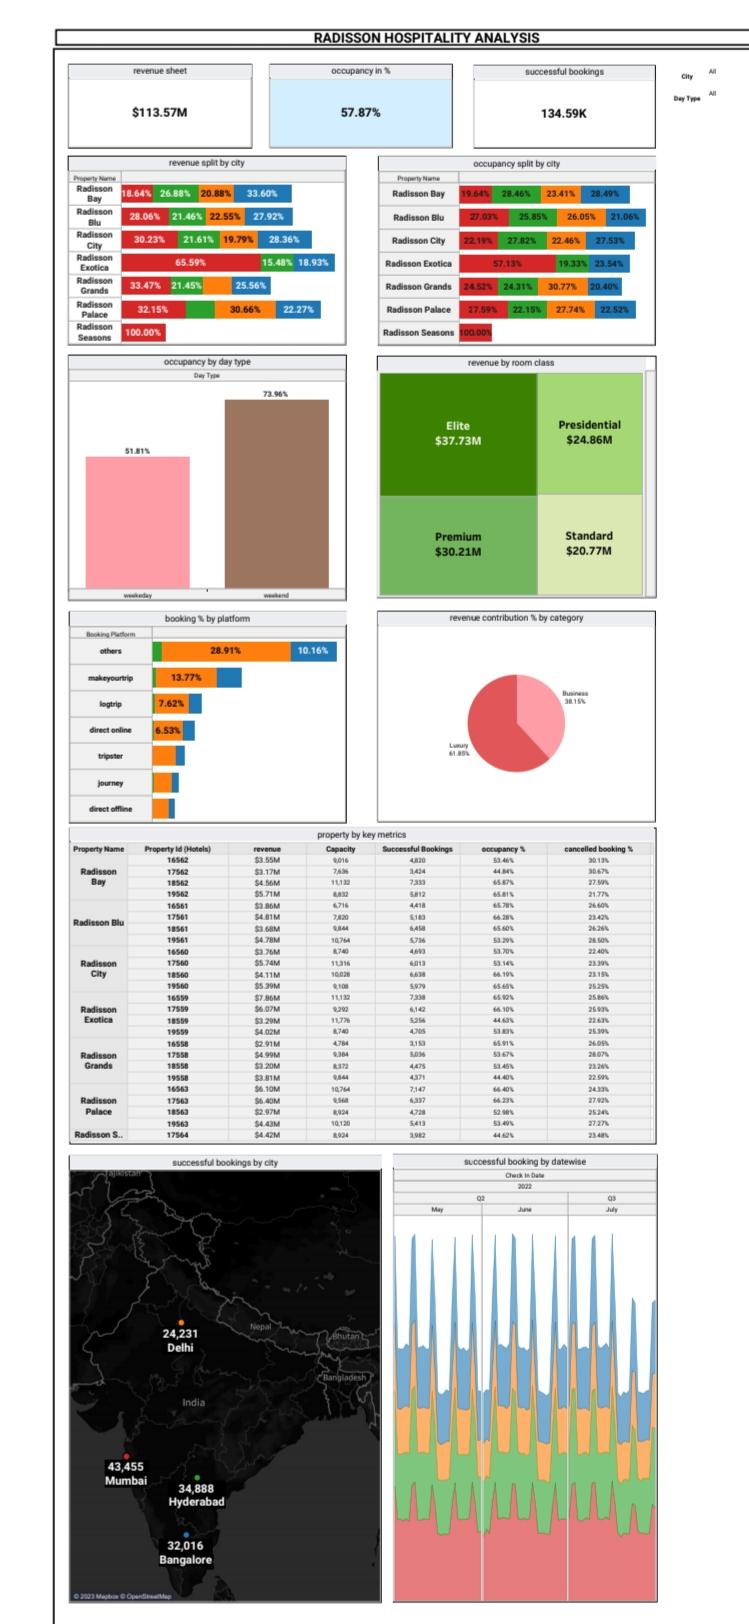 RADISSON HOSPITALITY ANALYSIS
revenue sheet
$113.57M
occupancy in %
57.87%
successful bookings
134.59K
City All
Day Type All
revenue split by city
Property Name
Radisson Bay 18.64% 26.88% 20.88% 33.60%
Radisson Blu 28.06% 21.46% 22.55% 27.92%
Radisson City 30.23% 21.61% 19.79% 28.36%
Radisson Exotica 65.59% 15.48% 18.93%
Radisson Grands 33.47% 21.45% 25.56%
Radisson Palace 32.15% 30.66% 22.27%
Radisson Seasons 100.00%
occupancy split by city
Property Name
Radisson Bay 19.64% 28.46% 23.41% 28.49%
Radisson Blu 27.03% 25.85% 26.05% 21.06%
Radisson City 22.19% 27.82% 22.46% 27.53%
Radisson Exotica 57.13% 19.33% 23.54%
Radisson Grands 24.52% 24.31% 30.77% 20.40%
Radisson Palace 27.59% 22.15% 27.74% 22.52%
Radisson Seasons 100.00%
occupancy by day type
Day Type
51.81%
73.96%
weekeday
weekend
revenue by room class
Elite
$37.73M
Presidential
$24.86M
Premium
$30.21M
Standard
$20.77M
booking % by platform
Booking Platform
others 28.91% 10.16%
makeyourtrip 13.77%
logtrip 7.62%
direct online 6.53%
tripster
journey
direct offline
revenue contribution % by category
Business
38.15%
Luxury
61.85%
property by key metrics
Property Name Property Id (Hotels) revenue Capacity Successful Bookings occupancy % cancelled booking %
Radisson Bay 16562 $3.55M 9,016 4,820 53.46% 30.13%
17562 $3.17M 7,636 3,424 44.84% 30.67%
18562 $4.56M 11,132 7,333 65.87% 27.59%
19562 $5.71M 8,832 5,812 65.81% 21.77%
Radisson Blu 16561 $3.86M 6,716 4,418 65.78% 26.60%
17561 $4.81M 7,820 5,183 66.28% 23.42%
18561 $3.68M 9,844 6,458 65.60% 26.26%
19561 $4.78M 10,764 5,736 53.29% 28.50%
Radisson City 16560 $3.76M 8,740 4,693 53.70% 22.40%
17560 $5.74M 11,316 6,013 53.14% 23.39%
18560 $4.11M 10,028 6,638 66.19% 23.15%
19560 $5.39M 9,108 5,979 65.65% 25.25%
Radisson Exotica 16559 $7.86M 11,132 7,338 65.92% 25.86%
17559 $6.07M 9,292 6,142 66.10% 25.93%
18559 $3.29M 11,776 5,256 44.63% 22.63%
19559 $4.02M 8,740 4,705 53.83% 25.39%
Radisson Grands 16558 $2.91M 4,784 3,153 65.91% 26.05%
17558 $4.99M 9,384 5,036 53.67% 28.07%
18558 $3.20M 8,372 4,475 53.45% 23.26%
19558 $3.81M 9,844 4,371 44.40% 22.59%
Radisson Palace 16563 $6.10M 10,764 7,147 66.40% 24.33%
17563 $6.40M 9,568 6,337 66.23% 27.92%
18563 $2.97M 8,924 4,728 52.98% 25.24%
19563 $4.43M 10,120 5,413 53.49% 27.27%
Radisson S.. 17564 $4.42M 8,924 3,982 44.62% 23.48%
successful bookings by city
Tajikistan
Nepal
Bhutan
Bangladesh
India
24,231
Delhi
43,455
Mumbai
34,888
Hyderabad
32,016
Bangalore
© 2023 Mapbox © OpenStreetMap
successful booking by datewise
Check In Date
2022
Q2 Q3
May June July